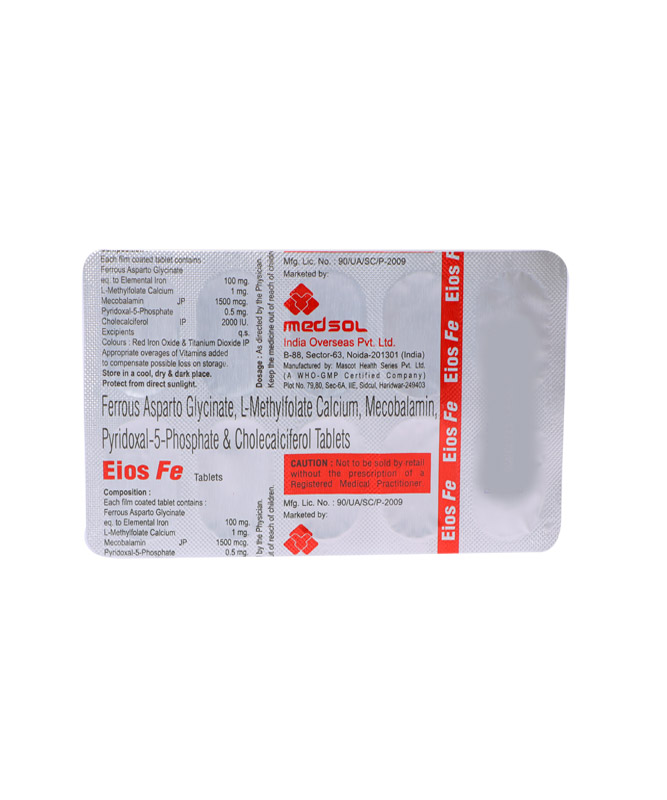 Each film coated tablet contains :
Ferrous Asparto Glycinate
eq. to Elemental Iron 100 mg.
L-Methylfolate Calcium 1 mg.
Mecobalamin JP 1500 mcg.
Pyridoxal-5-Phosphate 0.5 mg.
Cholecalciferol IP 2000 IU.
Excipients q.s.
Colours : Red Iron Oxide & Titanium Dioxide IP
Appropriate overages of Vitamins added
to compensate possible loss on storage.
Store in a cool, dry & dark place.
Protect from direct sunlight.
Dosage : As directed by the Physician.
Keep the medicine out of reach of children
Mfg. Lic. No. : 90/UA/SC/P-2009
Marketed by:
medsol
India Overseas Pvt. Ltd.
B-88, Sector-63, Noida-201301 (India)
Manufactured by: Mascot Health Series Pvt. Ltd.
(A WHO-GMP Certified Company)
Plot No. 79,80, Sec-6A, IIE, Sidcul, Haridwar-249403
Ferrous Asparto Glycinate, L-Methylfolate Calcium, Mecobalamin,
Pyridoxal-5-Phosphate & Cholecalciferol Tablets
Eios Fe Tablets
CAUTION : Not to be sold by retail
without the prescription of a
Registered Medical Practitioner
Composition :
Each film coated tablet contains :
Ferrous Asparto Glycinate
eq. to Elemental Iron 100 mg.
L-Methylfolate Calcium 1 mg.
Mecobalamin JP 1500 mcg.
Pyridoxal-5-Phosphate 0.5 mg.
by the Physician.
ut of reach of children.
Mfg. Lic. No. : 90/UA/SC/P-2009
Marketed by:
Eios Fe
Eios Fe
Eios Fe
Eios